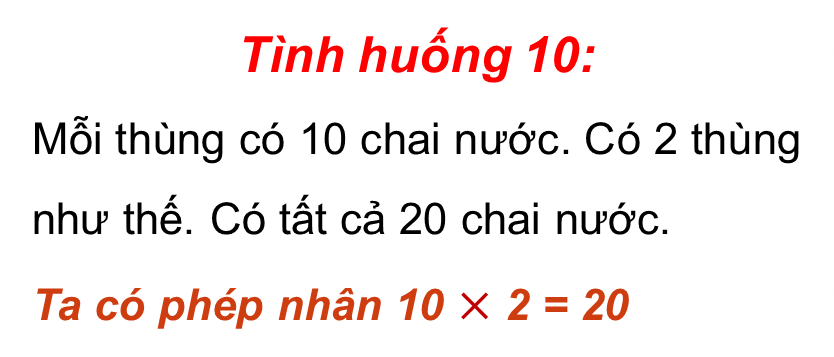 Tình huống 10:
Mỗi thùng có 10 chai nước. Có 2 thùng
như thế. Có tất cả 20 chai nước.
Ta có phép nhân 10 × 2 = 20